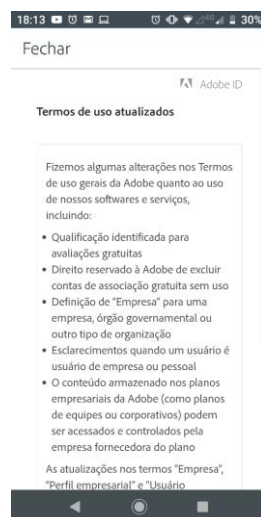 18:13 4G 30%
Fechar
Adobe ID
Termos de uso atualizados
Fizemos algumas alterações nos Termos
de uso gerais da Adobe quanto ao uso
de nossos softwares e serviços,
incluindo:
• Qualificação identificada para
avaliações gratuitas
• Direito reservado à Adobe de excluir
contas de associação gratuita sem uso
• Definição de "Empresa" para uma
empresa, órgão governamental ou
outro tipo de organização
• Esclarecimentos quando um usuário é
usuário de empresa ou pessoal
• O conteúdo armazenado nos planos
empresariais da Adobe (como planos
de equipes ou corporativos) podem
ser acessados e controlados pela
empresa fornecedora do plano
As atualizações nos termos "Empresa",
"Perfil empresarial" e "Usuário